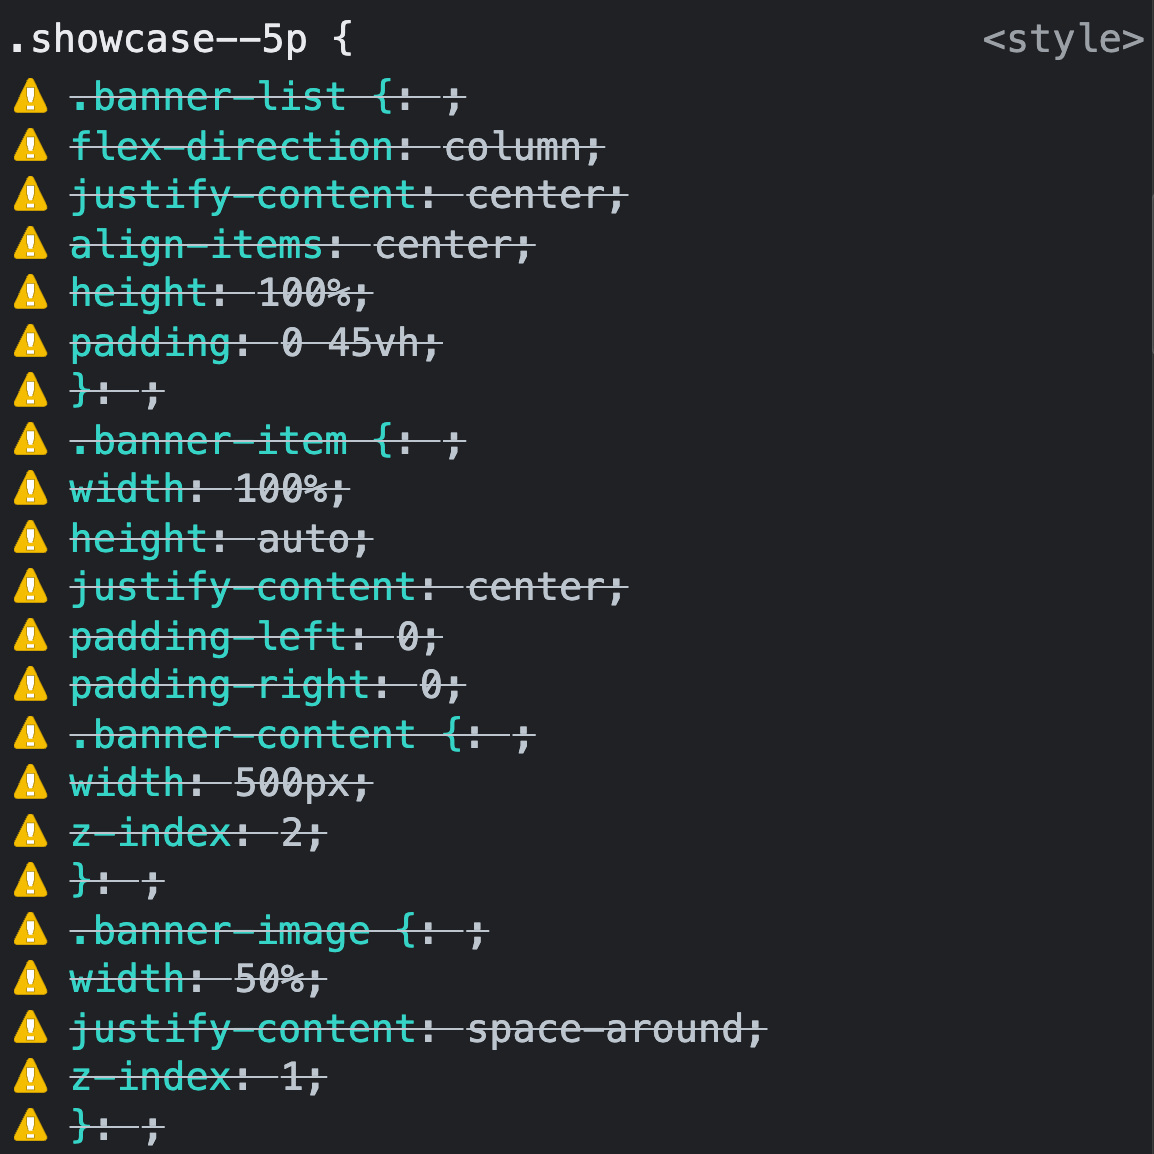 .showcase--5p { <style>
.banner-list {: ;
flex-direction: column;
justify-content: center;
align-items: center;
height: 100%;
padding: 0 45vh;
}: ;
.banner-item {: ;
width: 100%;
height: auto;
justify-content: center;
padding-left: 0;
padding-right: 0;
.banner-content {: ;
width: 500px;
z-index: 2;
}: ;
.banner-image {: ;
width: 50%;
justify-content: space-around;
z-index: 1;
}: ;